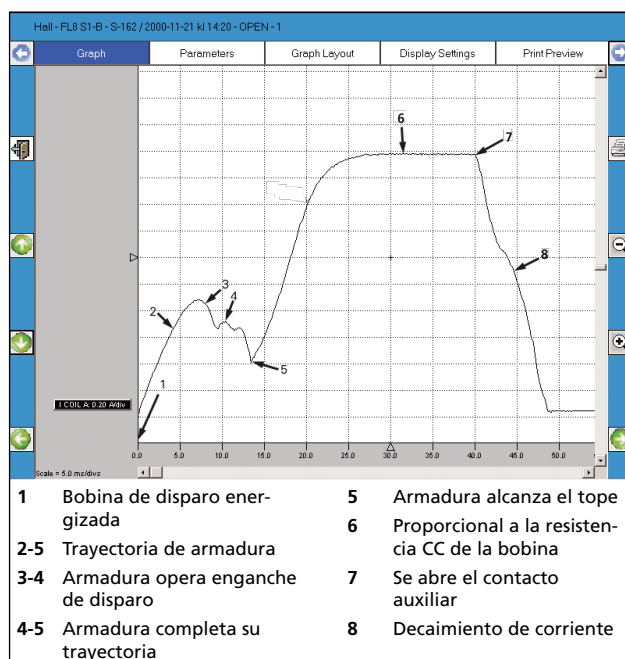 Hall - FL8 S1-B - S-162 / 2000-11-21 kl 14:20 - OPEN - 1
Graph Parameters Graph Layout Display Settings Print Preview
6
7
8
3
2
4
5
1
I COIL A: 0.20 A/div
0.0 5.0 10.0 15.0 20.0 25.0 30.0 35.0 40.0 45.0 50.0
Scale = 5.0 ms/divs
1 Bobina de disparo ener-
gizada
2-5 Trayectoria de armadura
3-4 Armadura opera enganche
de disparo
4-5 Armadura completa su
trayectoria
5 Armadura alcanza el tope
6 Proporcional a la resisten-
cia CC de la bobina
7 Se abre el contacto
auxiliar
8 Decaimiento de corriente